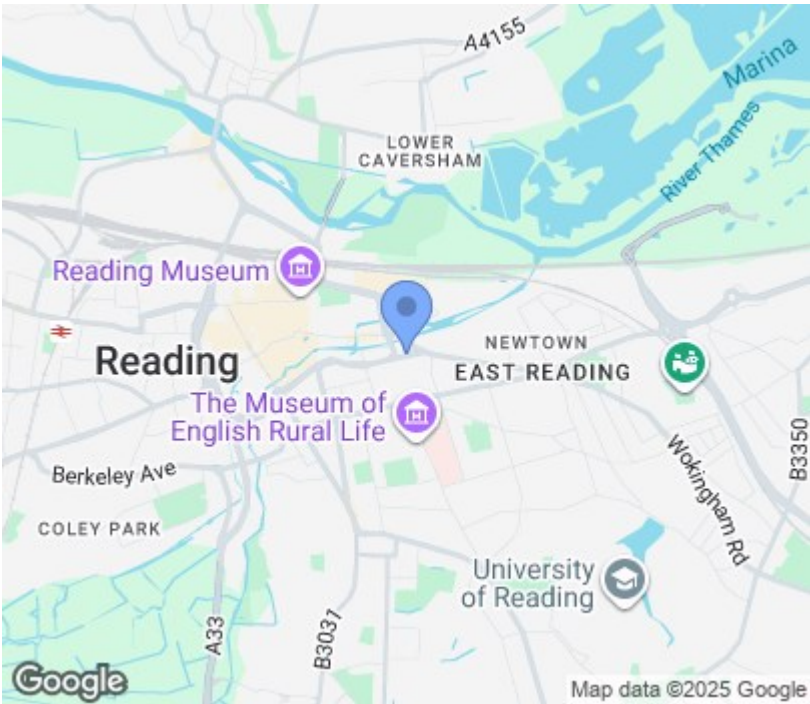 A4155
Marina
LOWER
CAVERSHAM
River Thames
Reading Museum
NEWTOWN
Reading
EAST READING
The Museum of
English Rural Life
Berkeley Ave
Wokingham Rd
B3350
COLEY PARK
University
of Reading
A33
B3031
Google
Map data ©2025 Google